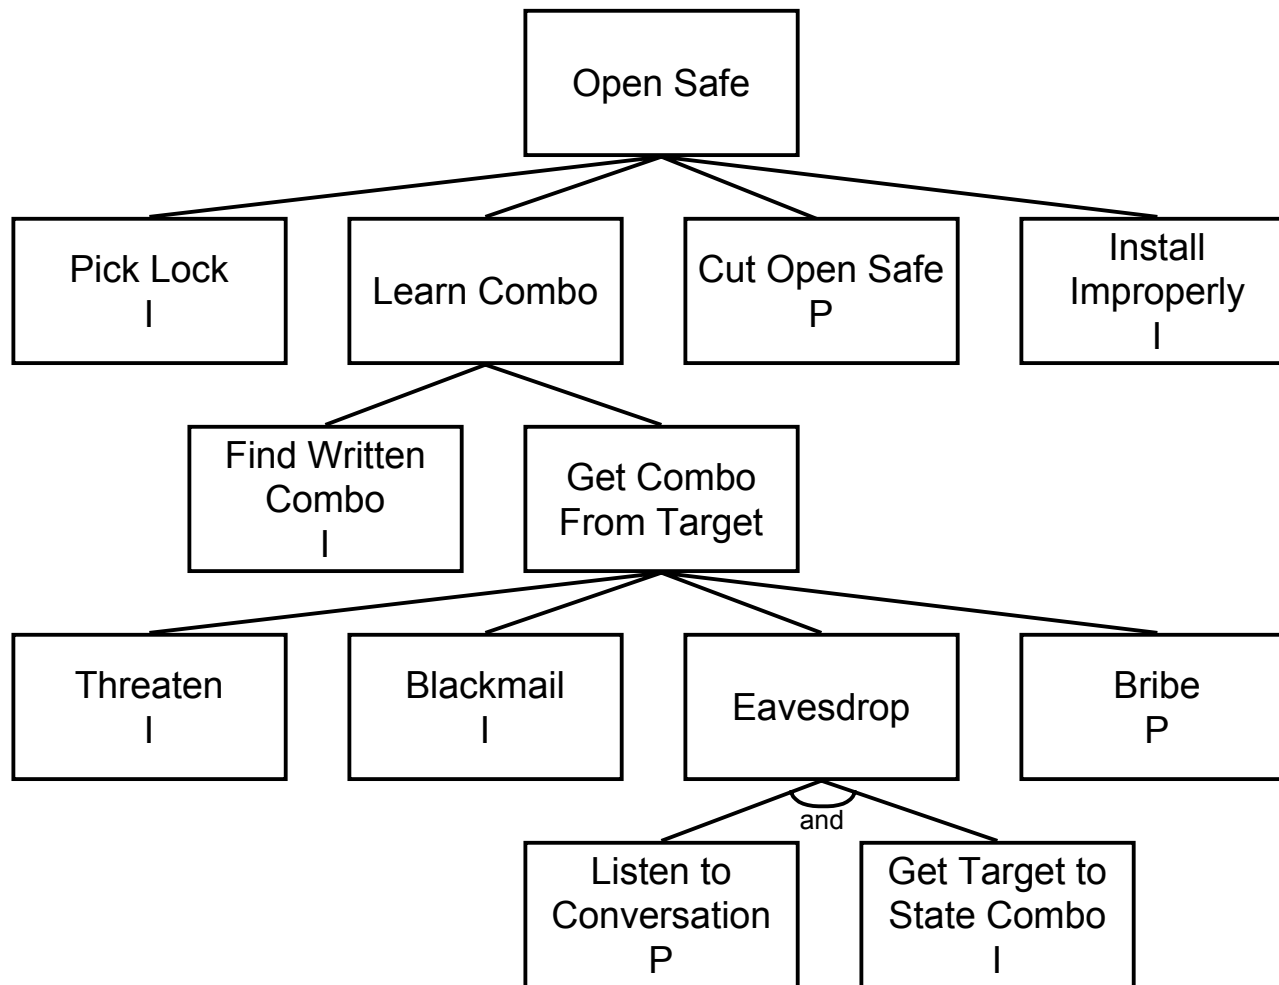 Open Safe
Pick Lock
I
Learn Combo
Cut Open Safe
P
Install
Improperly
I
Find Written
Combo
I
Get Combo
From Target
Threaten
I
Blackmail
I
Eavesdrop
Bribe
P
and
Listen to
Conversation
P
Get Target to
State Combo
I